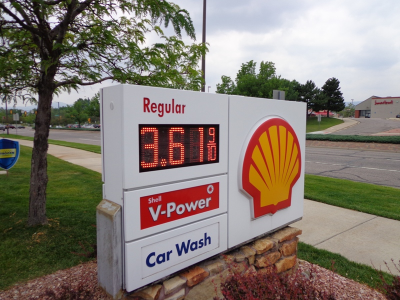 Regular
3.61 9/10
Shell
V-Power
Car Wash